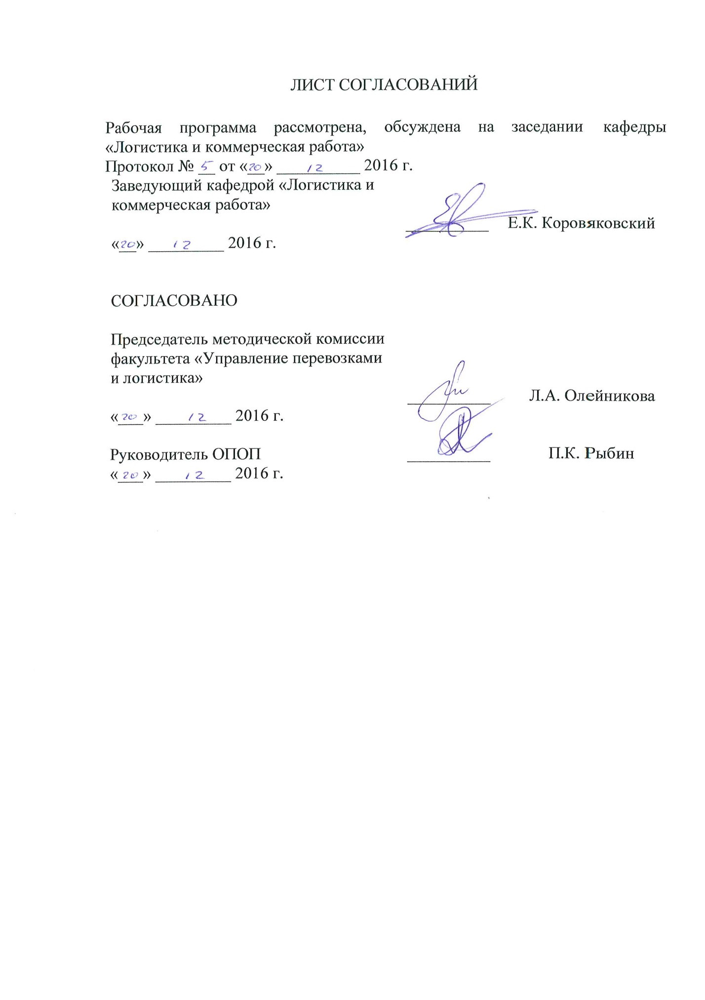 ЛИСТ СОГЛАСОВАНИЙ
Рабочая программа рассмотрена, обсуждена на заседании кафедры
«Логистика и коммерческая работа»
Протокол № 5 от «20» 12 2016 г.
Заведующий кафедрой «Логистика и
коммерческая работа»
Е.К. Коровяковский
«20» 12 2016 г.
СОГЛАСОВАНО
Председатель методической комиссии
факультета «Управление перевозками
и логистика»
Л.А. Олейникова
«20» 12 2016 г.
Руководитель ОПОП П.К. Рыбин
«20» 12 2016 г.